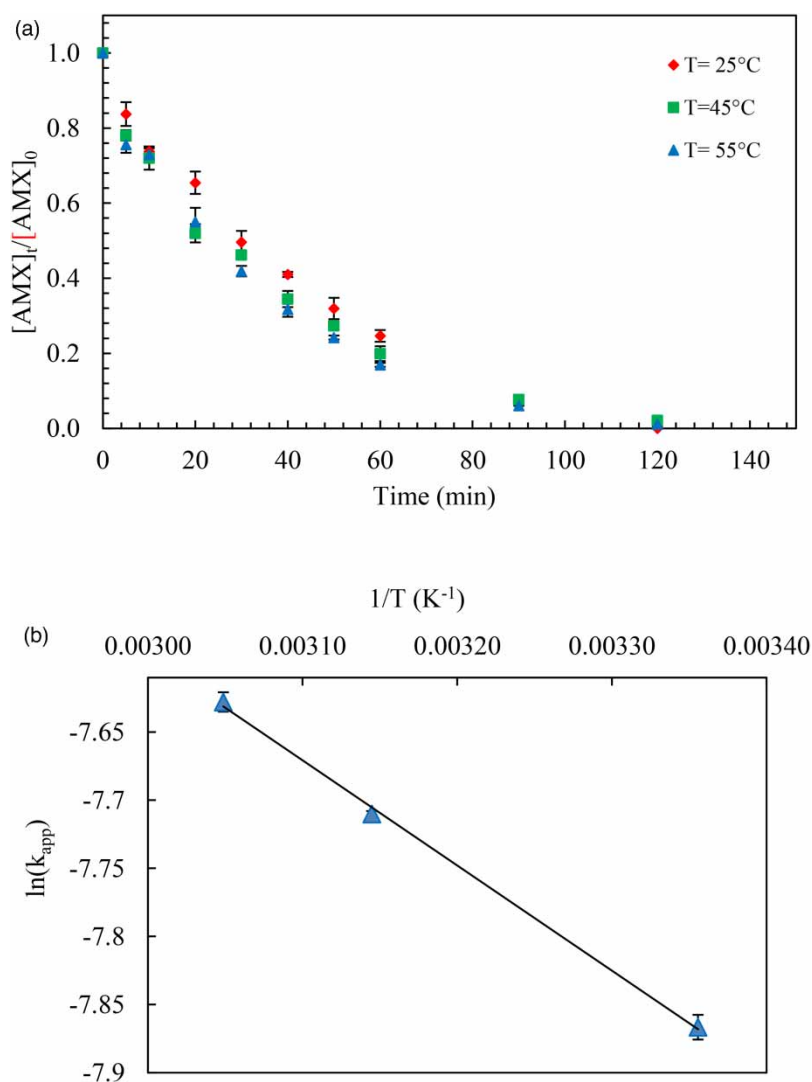 (a)
1.0
0.8
0.6
0.4
0.2
0.0
[AMX]t/[AMX]0
T= 25°C
T=45°C
T= 55°C
0 20 40 60 80 100 120 140
Time (min)
1/T (K-1)
(b)
0.00300 0.00310 0.00320 0.00330 0.00340
-7.65
-7.7
-7.75
-7.8
-7.85
-7.9
ln(kapp)